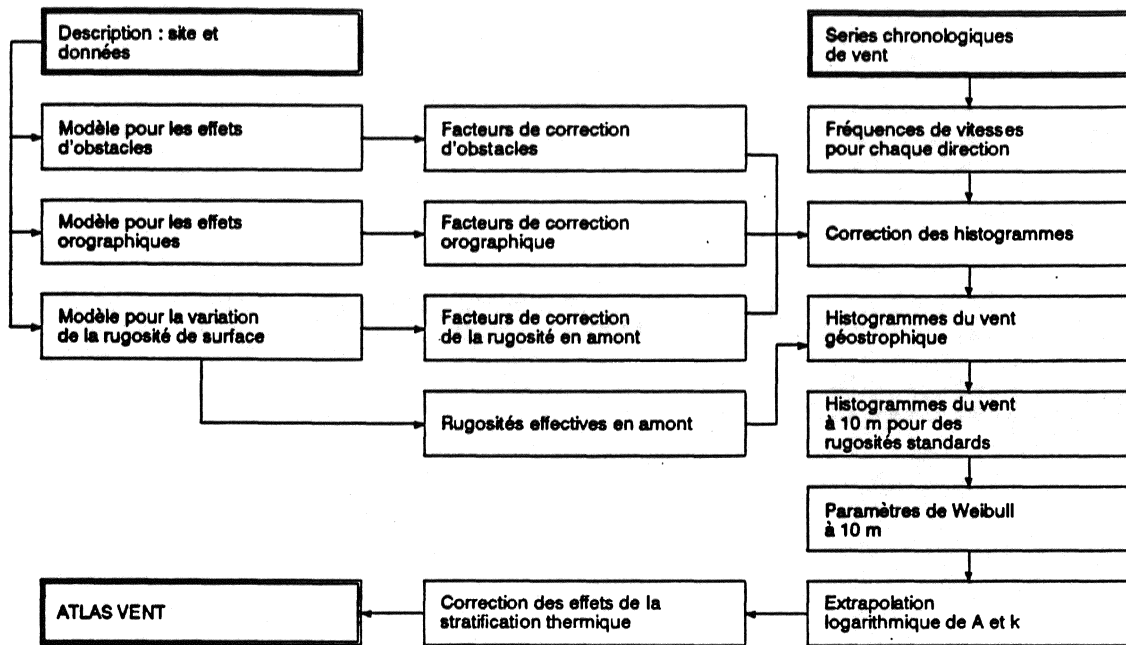 Description : site et
données
Series chronologiques
de vent
Modèle pour les effets
d'obstacles
Facteurs de correction
d'obstacles
Fréquences de vitesses
pour chaque direction
Modèle pour les effets
orographiques
Facteurs de correction
orographique
Correction des histogrammes
Modèle pour la variation
de la rugosité de surface
Facteurs de correction
de la rugosité en amont
Histogrammes du vent
géostrophique
Rugosités effectives en amont
Histogrammes du vent
à 10 m pour des
rugosités standards
Paramètres de Weibull
à 10 m
ATLAS VENT
Correction des effets de la
stratification thermique
Extrapolation
logarithmique de A et k